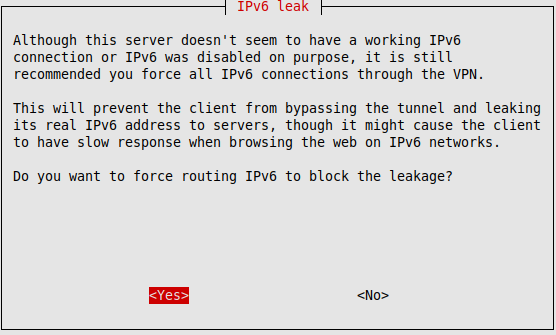 IPv6 leak
Although this server doesn't seem to have a working IPv6
connection or IPv6 was disabled on purpose, it is still
recommended you force all IPv6 connections through the VPN.
This will prevent the client from bypassing the tunnel and leaking
its real IPv6 address to servers, though it might cause the client
to have slow response when browsing the web on IPv6 networks.
Do you want to force routing IPv6 to block the leakage?
<Yes> <No>